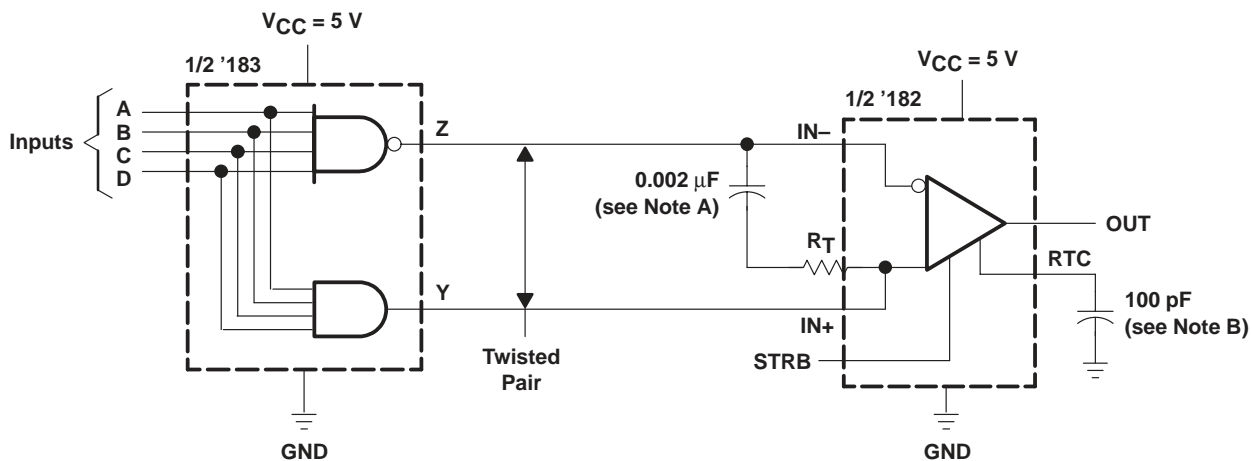 VCC = 5 V
1/2 '183
VCC = 5 V
1/2 '182
Inputs
A
B
C
D
Z
IN–
0.002 μF
(see Note A)
RT
OUT
RTC
Y
IN+
100 pF
(see Note B)
Twisted
Pair
STRB
GND
GND